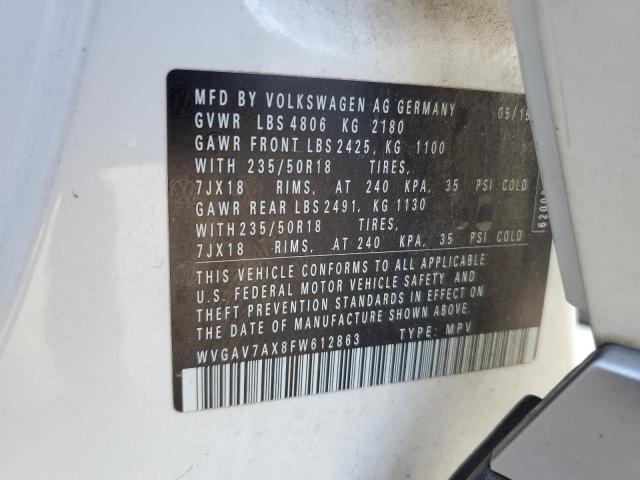 MFD BY VOLKSWAGEN AG GERMANY
GVWR LBS 4806 KG 2180
GAWR FRONT LBS 2425, KG 1100
WITH 235/50R18 TIRES,
7JX18 RIMS, AT 240 KPA, 35 PSI COLD
GAWR REAR LBS 2491, KG 1130
WITH 235/50R18 TIRES,
7JX18 RIMS, AT 240 KPA, 35 PSI COLD
THIS VEHICLE CONFORMS TO ALL APPLICABLE
U.S. FEDERAL MOTOR VEHICLE SAFETY AND
THEFT PREVENTION STANDARDS IN EFFECT ON
THE DATE OF MANUFACTURE SHOWN ABOVE.
WVGAV7AX8FW612863 TYPE: MPV